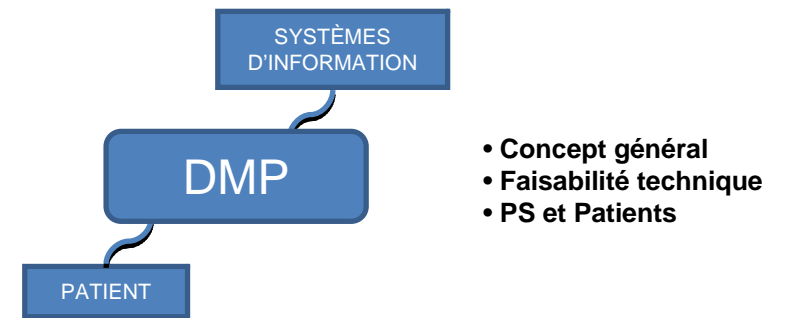 SYSTÈMES
D'INFORMATION
DMP
• Concept général
• Faisabilité technique
• PS et Patients
PATIENT